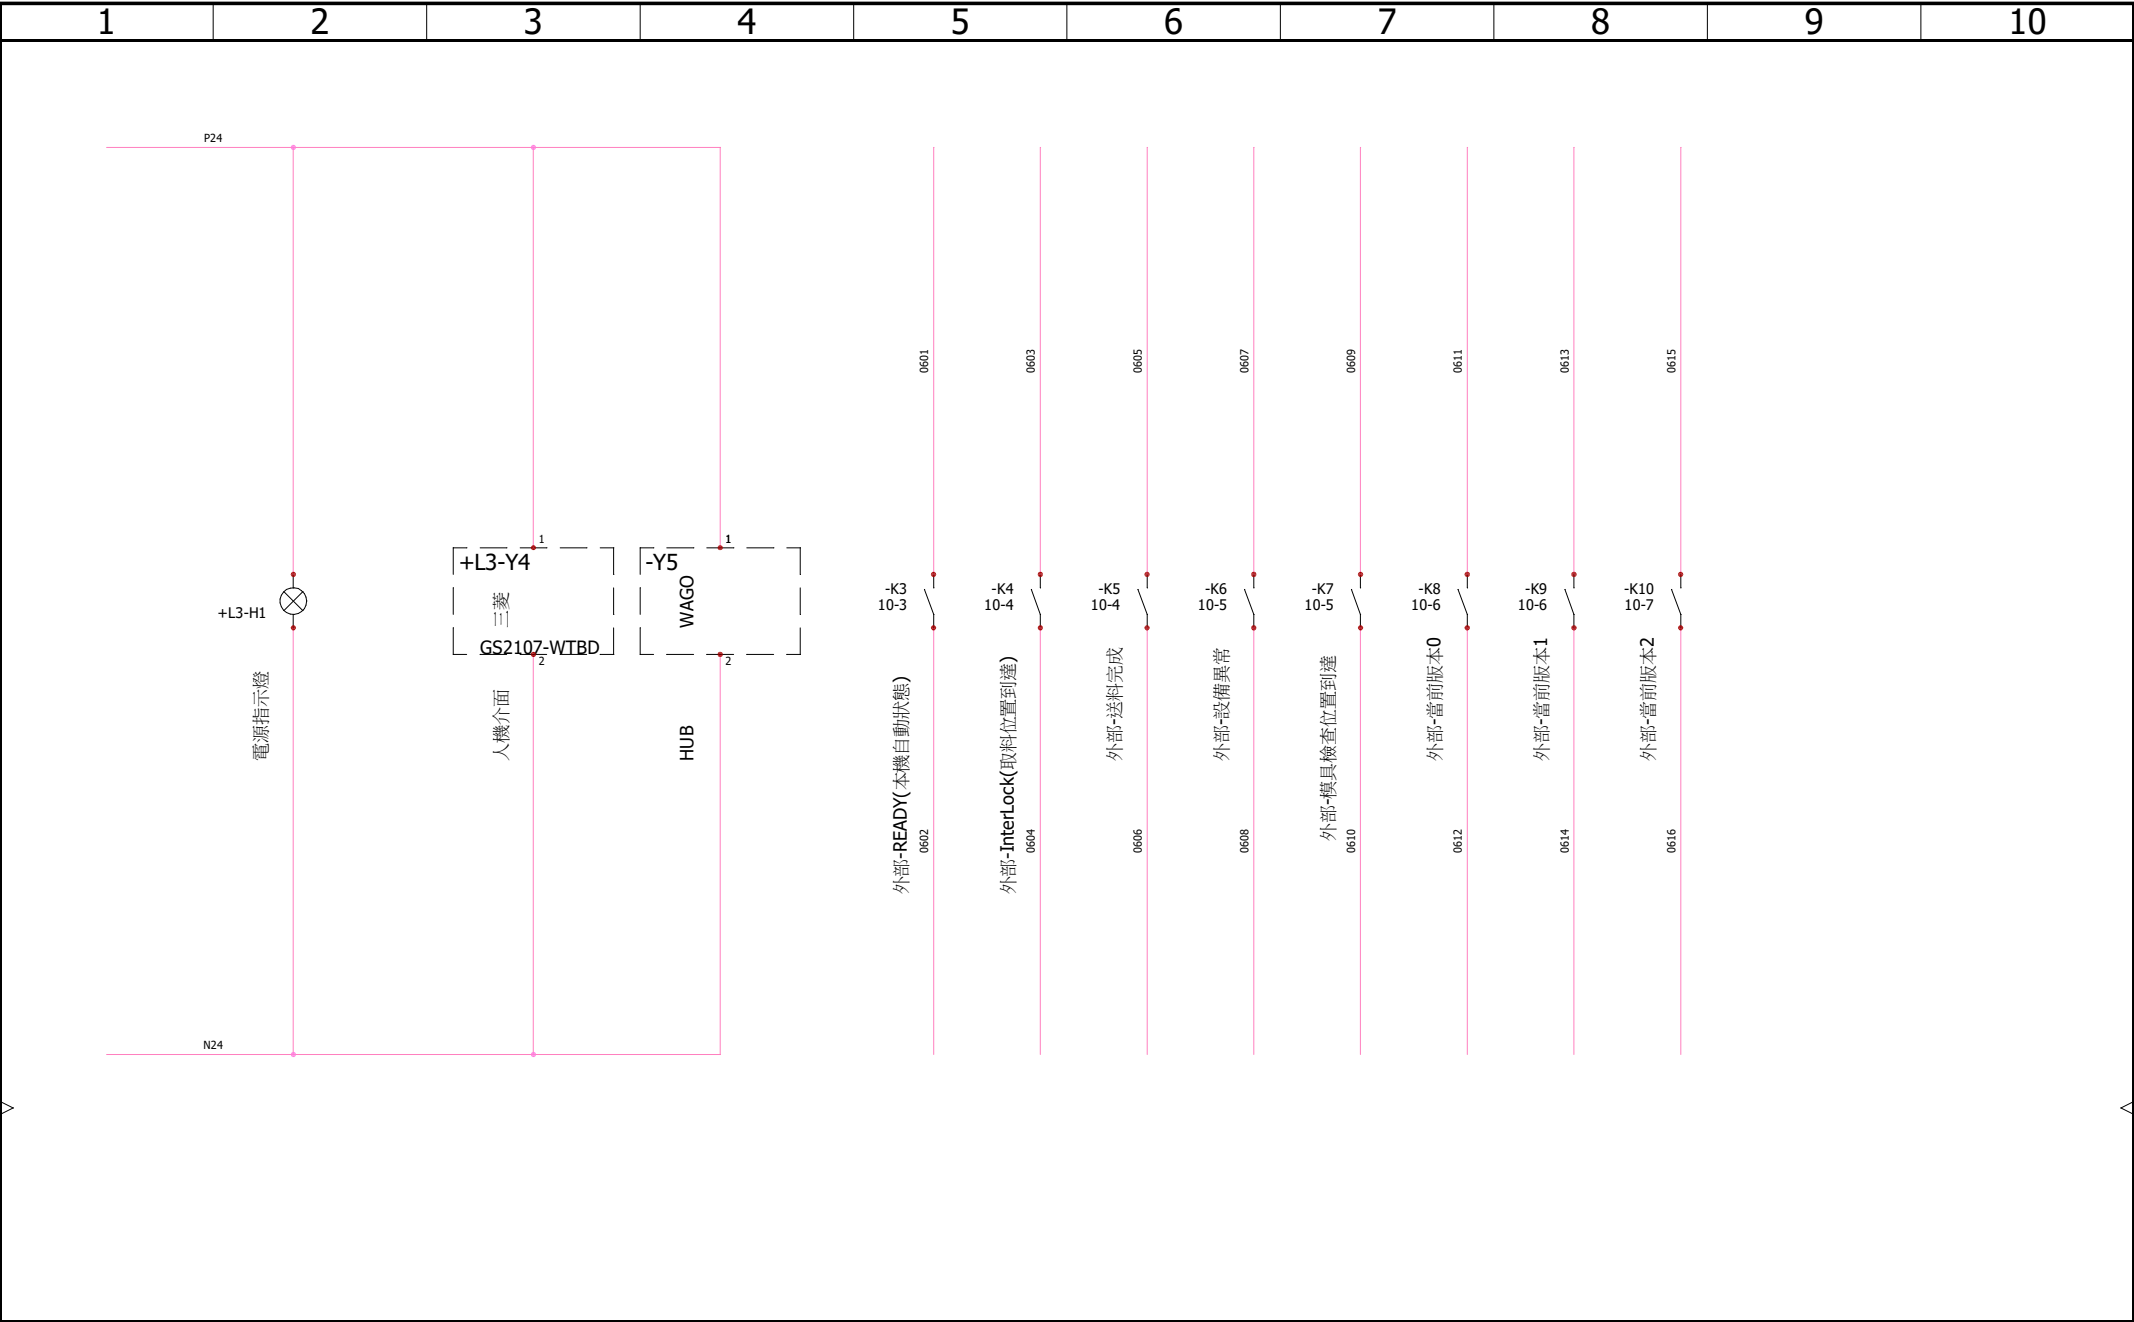 1 2 3 4 5 6 7 8 9 10
P24
0601
0603
0605
0607
0609
0611
0613
0615
+L3-H1
電源指示燈
1
+L3-Y4
三菱
GS2107-WTBD
2
人機介面
1
-Y5
WAGO
2
HUB
-K3
10-3
外部-READY(本機自動狀態)
-K4
10-4
外部-InterLock(取料位置到達)
-K5
10-4
外部-送料完成
-K6
10-5
外部-設備異常
-K7
10-5
外部-模具檢查位置到達
-K8
10-6
外部-當前版本0
-K9
10-6
外部-當前版本1
-K10
10-7
外部-當前版本2
0602
0604
0606
0608
0610
0612
0614
0616
N24